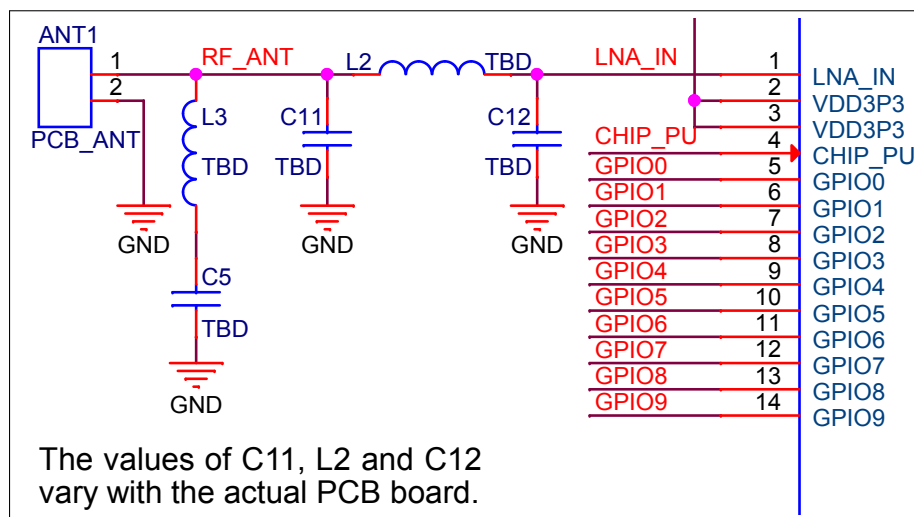 ANT1
1
RF_ANT
L2
TBD
LNA_IN
1
LNA_IN
2
2
VDD3P3
PCB_ANT
L3
C11
C12
3
VDD3P3
TBD
TBD
TBD
CHIP_PU
4
CHIP_PU
GPIO0
5
GPIO0
GPIO1
6
GPIO1
GND
GND
GND
GPIO2
7
GPIO2
GPIO3
8
GPIO3
C5
GPIO4
9
GPIO4
TBD
GPIO5
10
GPIO5
GPIO6
11
GPIO6
GPIO7
12
GPIO7
GND
GPIO8
13
GPIO8
GPIO9
14
GPIO9
The values of C11, L2 and C12
vary with the actual PCB board.